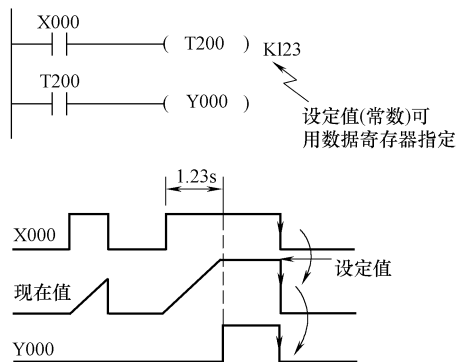 X000
( T200 ) K123
T200
( Y000 )
设定值(常数)可
用数据寄存器指定
1.23s
X000
设定值
现在值
Y000